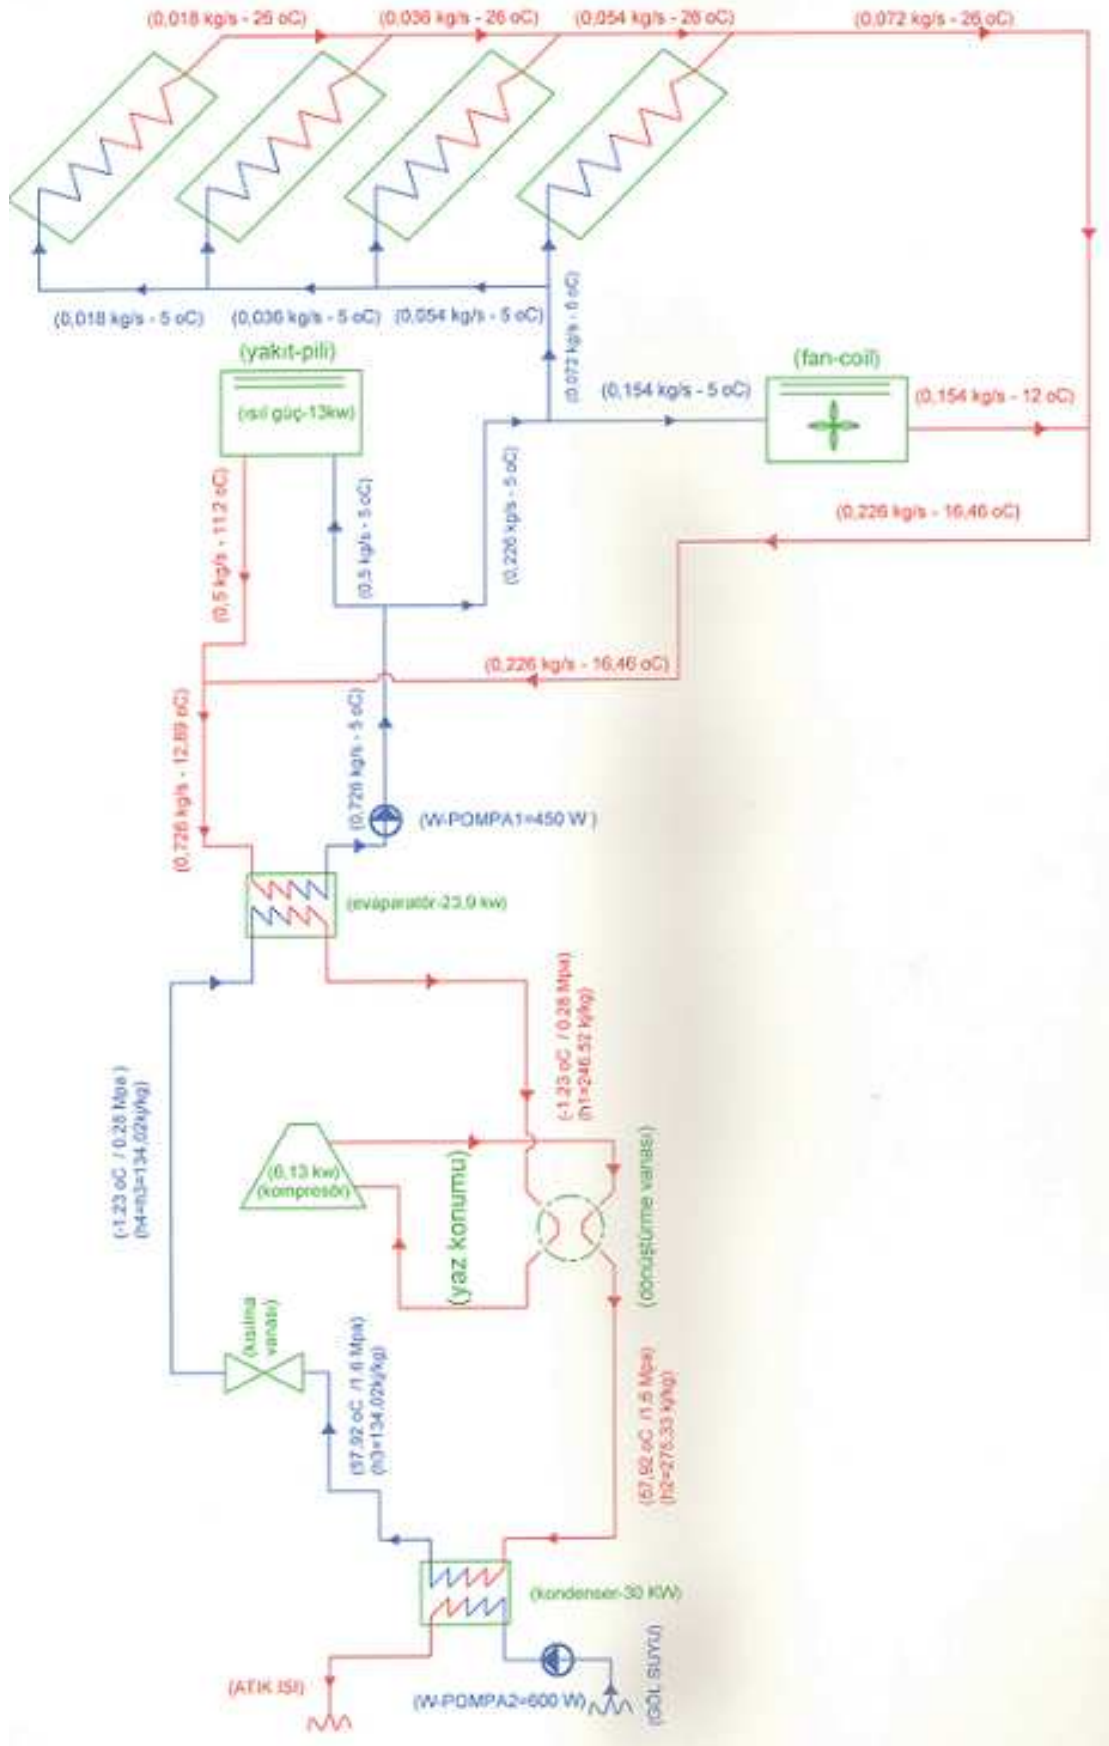 (0,018 kg/s - 25 oC)
(0,036 kg/s - 26 oC)
(0,054 kg/s - 26 oC)
(0,072 kg/s - 26 oC)
(0,018 kg/s - 5 oC)
(0,036 kg/s - 5 oC)
(0,054 kg/s - 5 oC)
(0,072 kg/s - 5 oC)
(yakıt-pili)
(ısıl güç-13kw)
(fan-coil)
(0,154 kg/s - 5 oC)
(0,154 kg/s - 12 oC)
(0,226 kg/s - 16,46 oC)
(0,5 kg/s - 11,2 oC)
(0,5 kg/s - 5 oC)
(0,226 kg/s - 5 oC)
(0,226 kg/s - 16,46 oC)
(0,726 kg/s - 12,89 oC)
(0,726 kg/s - 5 oC)
(W-POMPA1=450 W )
(evaparatör-23,9 kw)
(-1.23 oC / 0.28 Mpa)
(h1=246.52 kj/kg)
(-1.23 oC / 0.28 Mpa )
(h4=h3=134,02kj/kg)
(6,13 kw)
(kompresör)
(yaz konumu)
(dönüştürme vanası)
(kısılma
vanası)
(57,92 oC /1.6 Mpa)
(h3=134.02kj/kg)
(57,92 oC /1.6 Mpa)
(h2=275.33 kj/kg)
(kondenser-30 KW)
(ATIK ISI)
(W-POMPA2=600 W)
(GÖL SUYU)